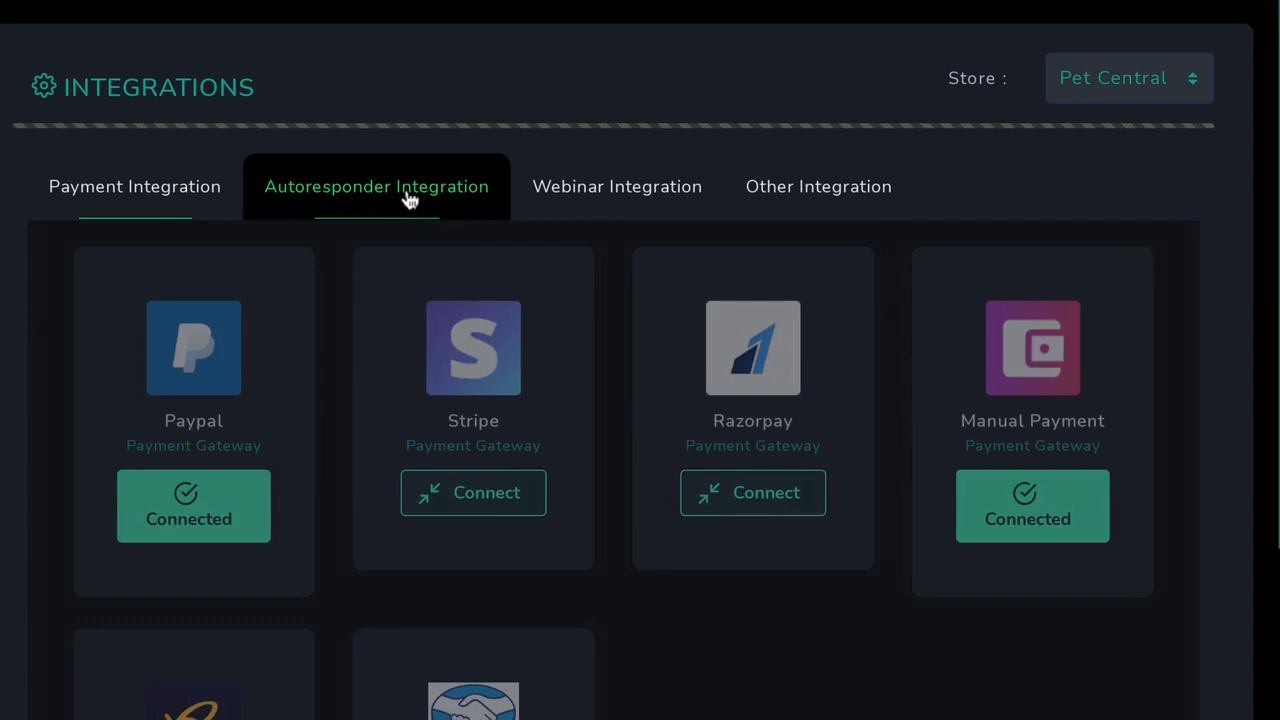 INTEGRATIONS
Store :
Pet Central
Payment Integration
Autoresponder Integration
Webinar Integration
Other Integration
Paypal
Payment Gateway
Connected
Stripe
Payment Gateway
Connect
Razorpay
Payment Gateway
Connect
Manual Payment
Payment Gateway
Connected